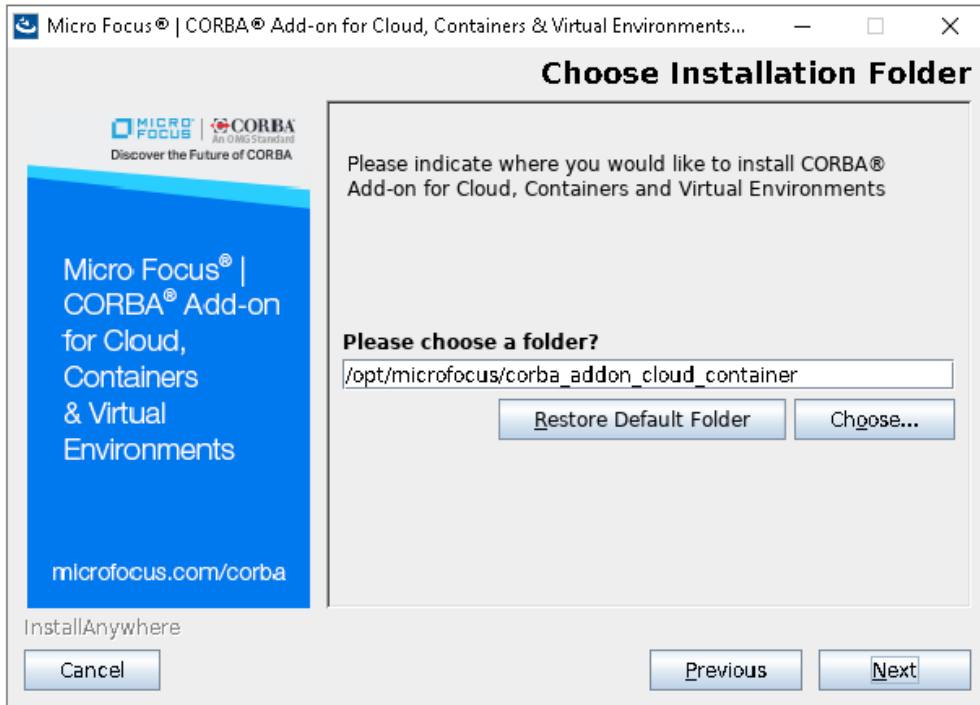 Micro Focus® | CORBA® Add-on for Cloud, Containers & Virtual Environments...
Choose Installation Folder
MICRO FOCUS | CORBA
An OMG Standard
Discover the Future of CORBA
Micro Focus® |
CORBA® Add-on
for Cloud,
Containers
& Virtual
Environments
microfocus.com/corba
Please indicate where you would like to install CORBA®
Add-on for Cloud, Containers and Virtual Environments
Please choose a folder?
/opt/microfocus/corba_addon_cloud_container
Restore Default Folder
Choose...
InstallAnywhere
Cancel
Previous
Next